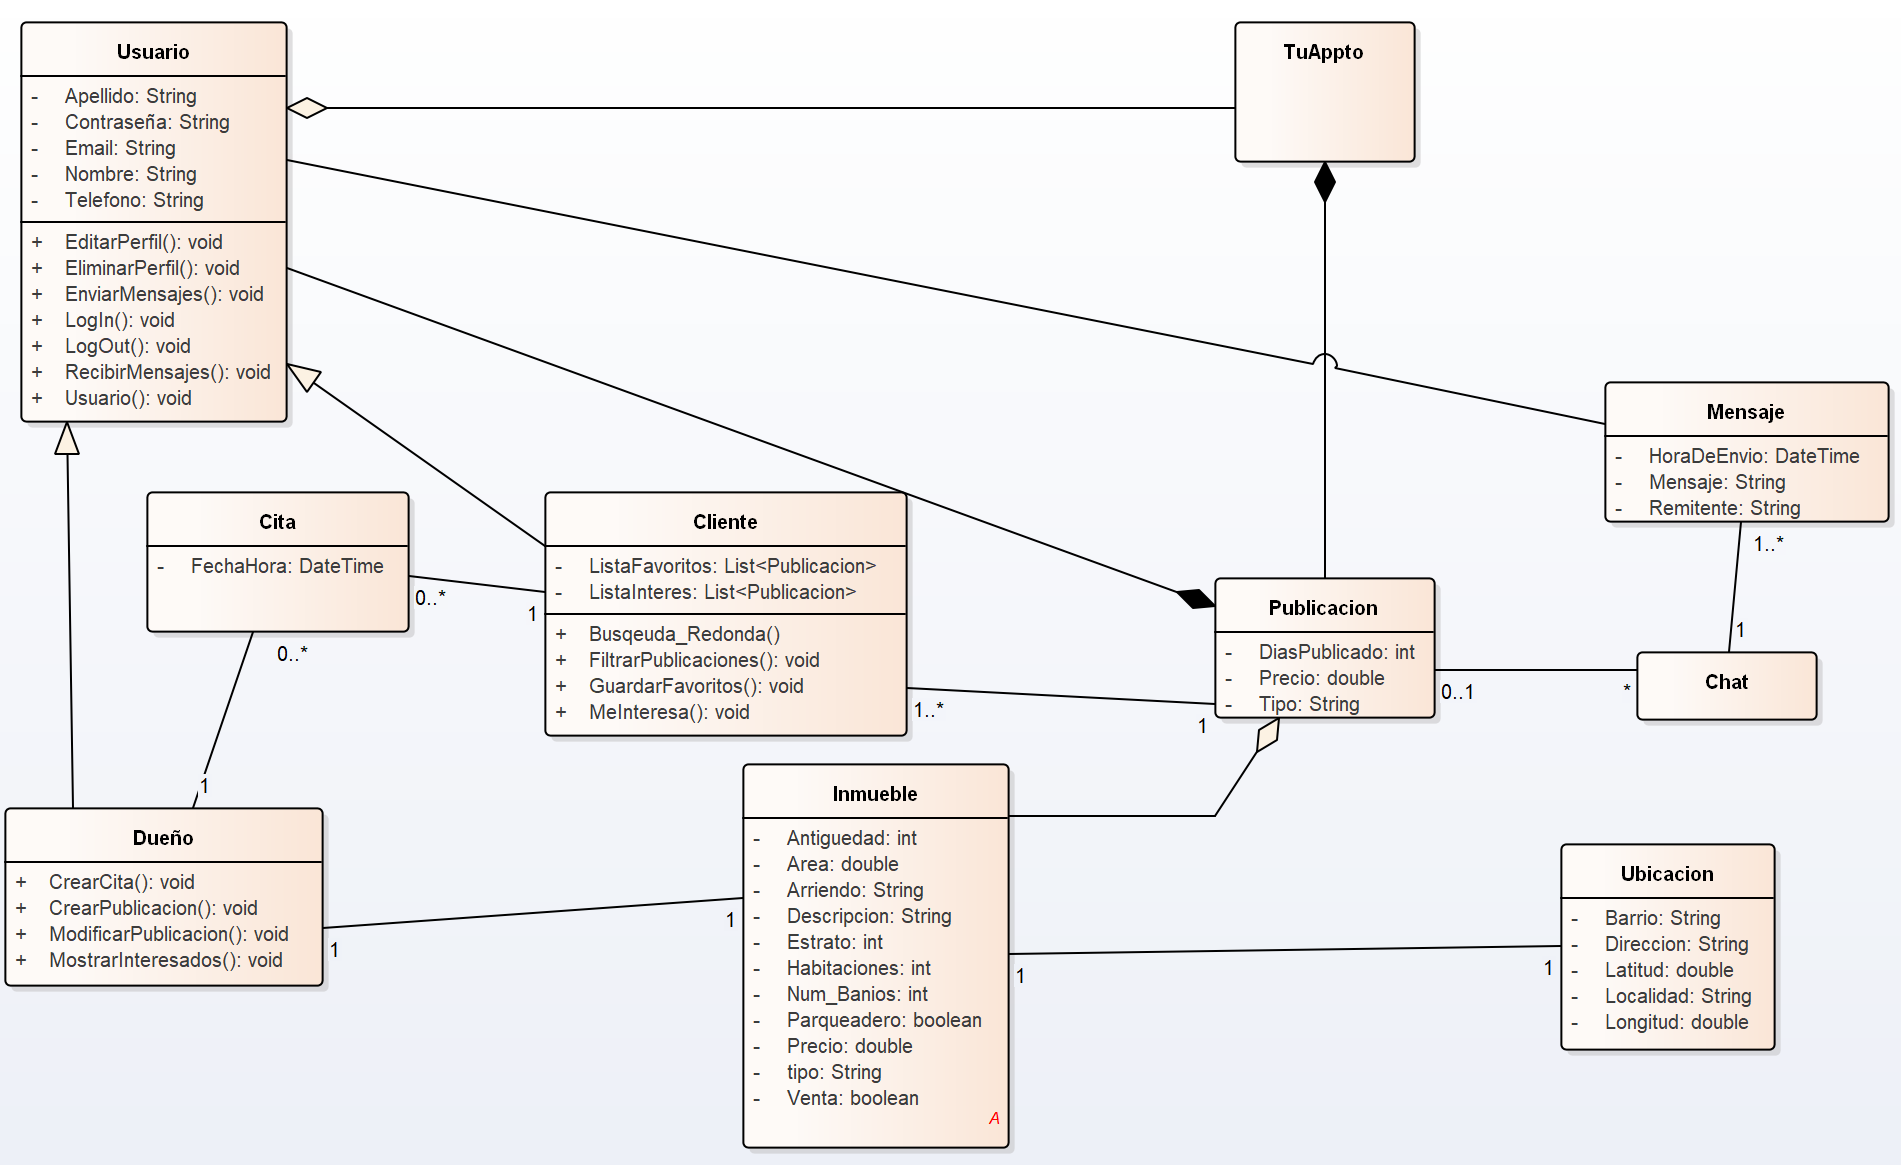 Usuario
- Apellido: String
- Contraseña: String
- Email: String
- Nombre: String
- Telefono: String
+ EditarPerfil(): void
+ EliminarPerfil(): void
+ EnviarMensajes(): void
+ LogIn(): void
+ LogOut(): void
+ RecibirMensajes(): void
+ Usuario(): void
TuAppto
Mensaje
- HoraDeEnvio: DateTime
- Mensaje: String
- Remitente: String
1..*
1
Cita
- FechaHora: DateTime
0..*
1
0..*
1
Cliente
- ListaFavoritos: List<Publicacion>
- ListaInteres: List<Publicacion>
+ Busqeuda_Redonda()
+ FiltrarPublicaciones(): void
+ GuardarFavoritos(): void
+ MeInteresa(): void
1..*
1
Publicacion
- DiasPublicado: int
- Precio: double
- Tipo: String
0..1
*
Chat
Dueño
+ CrearCita(): void
+ CrearPublicacion(): void
+ ModificarPublicacion(): void
+ MostrarInteresados(): void
1
1
Inmueble
- Antiguedad: int
- Area: double
- Arriendo: String
- Descripcion: String
- Estrato: int
- Habitaciones: int
- Num_Banios: int
- Parqueadero: boolean
- Precio: double
- tipo: String
- Venta: boolean
A
1
1
Ubicacion
- Barrio: String
- Direccion: String
- Latitud: double
- Localidad: String
- Longitud: double